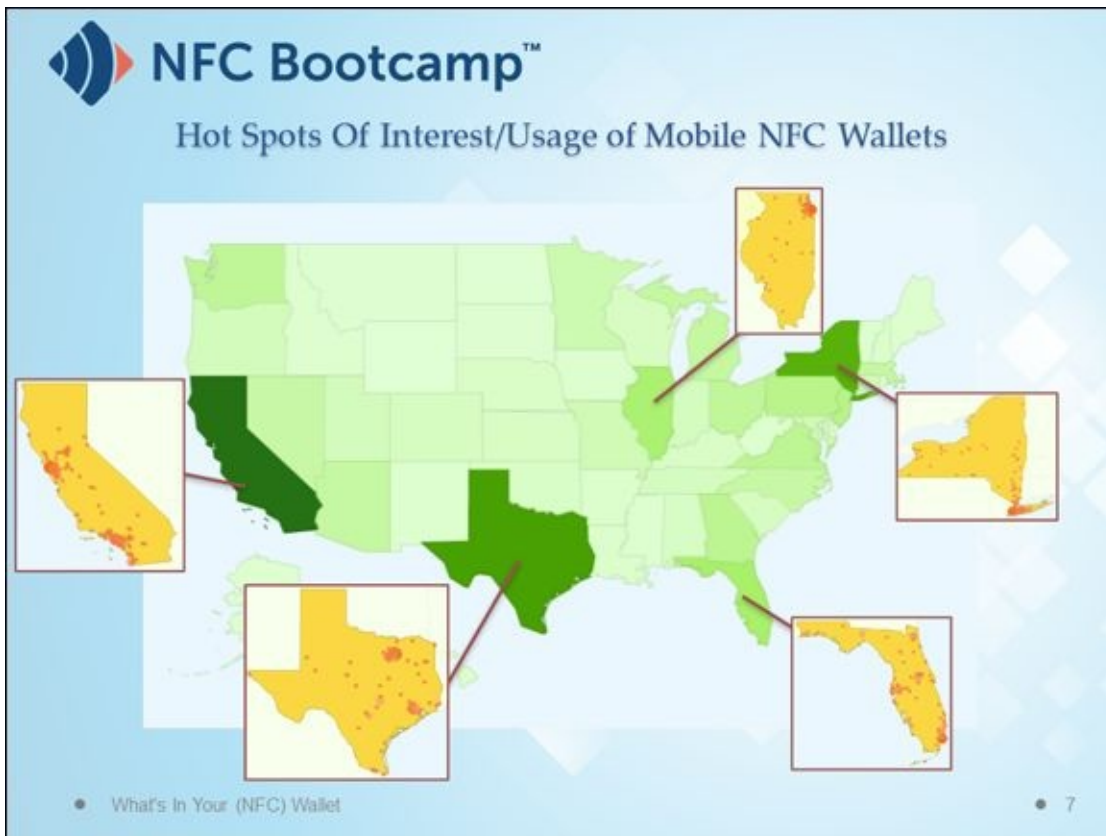 NFC Bootcamp™
Hot Spots Of Interest/Usage of Mobile NFC Wallets
What's In Your (NFC) Wallet
7